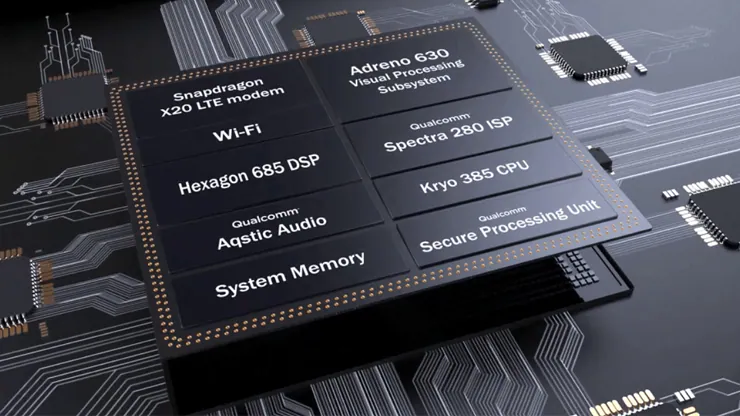 Snapdragon
X20 LTE modem
Wi-Fi
Hexagon 685 DSP
Qualcomm
Aqstic Audio
System Memory
Adreno 630
Visual Processing
Subsystem
Qualcomm
Spectra 280 ISP
Kryo 385 CPU
Qualcomm
Secure Processing Unit